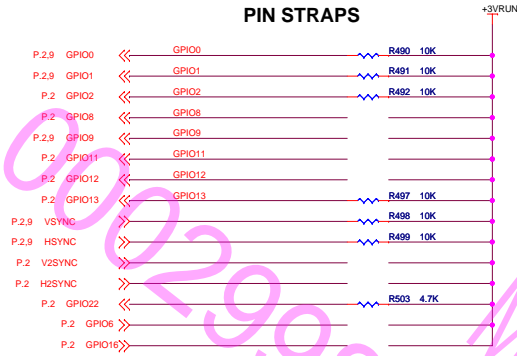 PIN STRAPS
+3VRUN
P.2,9 GPIO0 GPIO0 R490 10K
P.2,9 GPIO1 GPIO1 R491 10K
P.2 GPIO2 GPIO2 R492 10K
P.2 GPIO8 GPIO8
P.2,9 GPIO9 GPIO9
P.2 GPIO11 GPIO11
P.2 GPIO12 GPIO12
P.2 GPIO13 GPIO13 R497 10K
P.2,9 VSYNC R498 10K
P.2,9 HSYNC R499 10K
P.2 V2SYNC
P.2 H2SYNC
P.2 GPIO22 R503 4.7K
P.2 GPIO6
P.2 GPIO16